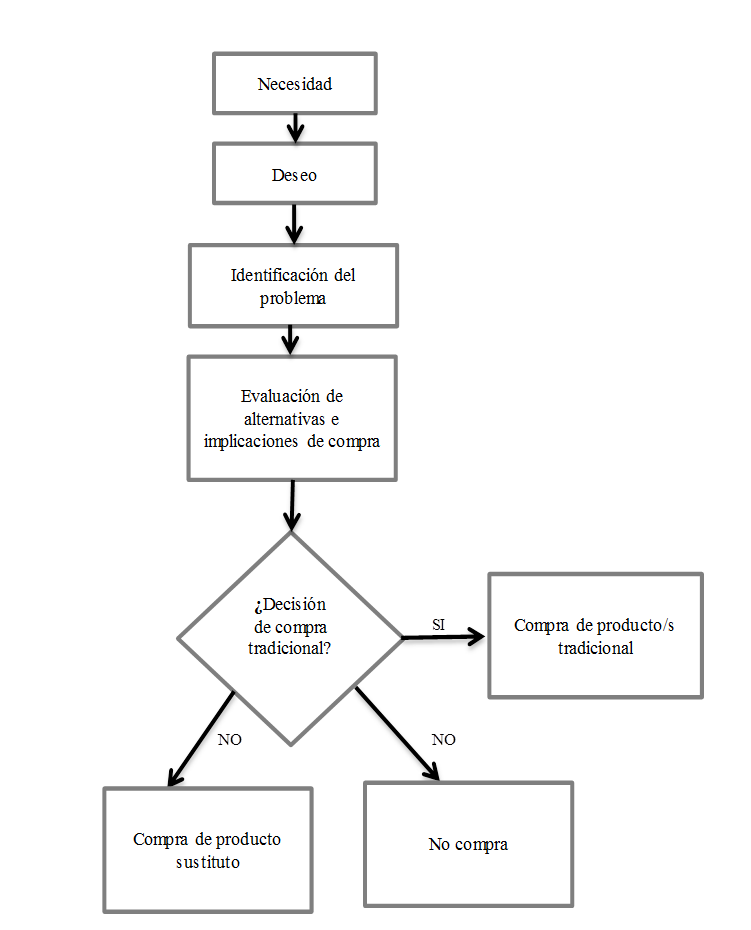 Necesidad
Deseo
Identificación del
problema
Evaluación de
alternativas e
implicaciones de compra
¿Decisión
de compra
tradicional?
SI
Compra de producto/s
tradicional
NO
NO
Compra de producto
sustituto
No compra